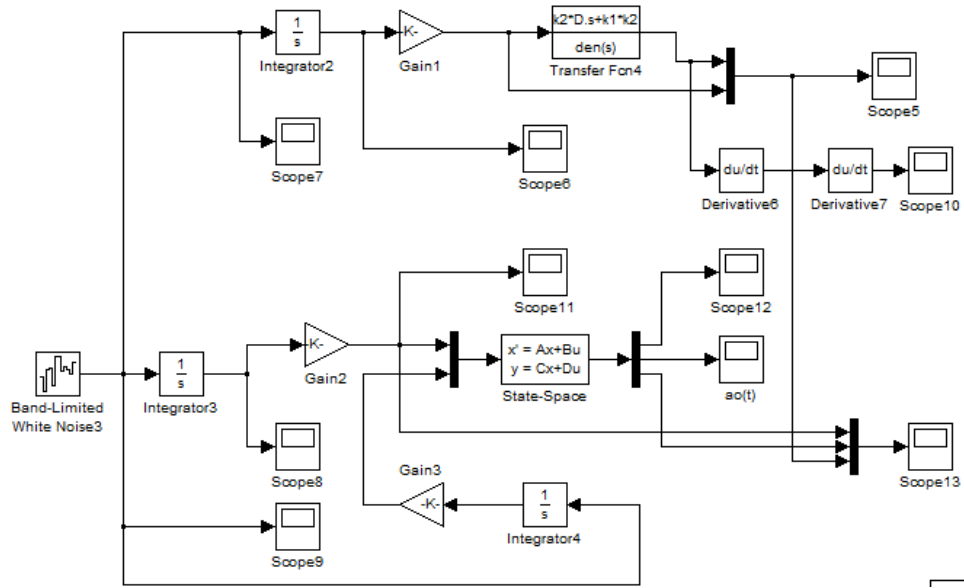 1
s
Integrator2
-K-
Gain1
k2*D.s+k1*k2
den(s)
Transfer Fcn4
Scope5
Scope7
Scope6
du/dt
Derivative6
du/dt
Derivative7
Scope10
Scope11
Scope12
Band-Limited
White Noise3
1
s
Integrator3
-K-
Gain2
x' = Ax+Bu
y = Cx+Du
State-Space
ao(t)
Scope8
Gain3
-K-
1
s
Integrator4
Scope13
Scope9